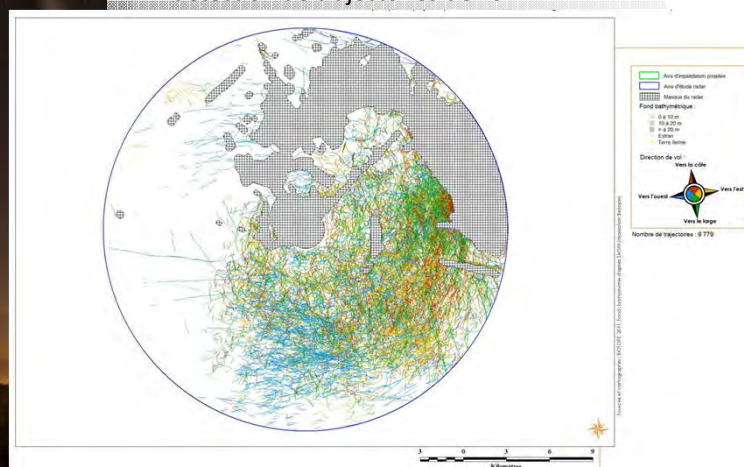 Aire d'implantation projetée
Aire d'étude radar
Masque du radar
Fond bathymétrique :
0 à 10 m
10 à 20 m
> à 20 m
Estran
Terre ferme
Direction de vol
Vers la côte
Vers l'ouest
Vers l'est
Vers le large
Nombre de trajectoires : 9 779
3 0 3 6 9
Kilomètres